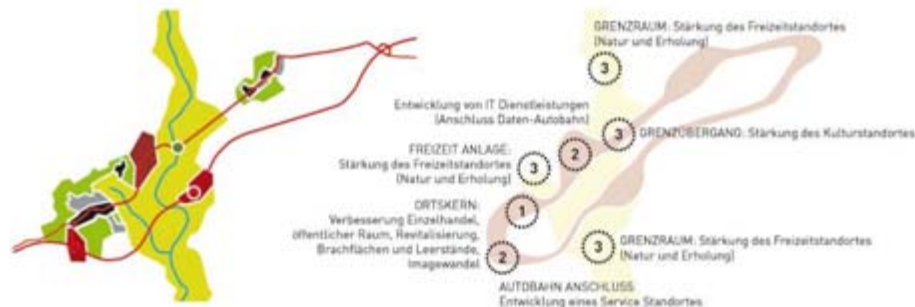 GRENZRAUM: Stärkung des Freizeitstandortes
(Natur und Erholung)
3
Entwicklung von IT Dienstleistungen
(Anschluss Daten-Autobahn)
3
GRENZÜBERGANG: Stärkung des Kulturstandortes
2
FREIZEIT ANLAGE:
Stärkung des Freizeitstandortes
(Natur und Erholung)
3
ORTSKERN:
Verbesserung Einzelhandel,
öffentlicher Raum, Revitalisierung,
Brachflächen und Leerstände,
Imagewandel
1
2
3
GRENZRAUM: Stärkung des Freizeitstandortes
(Natur und Erholung)
AUTOBAHN ANSCHLUSS
Entwicklung eines Service Standortes